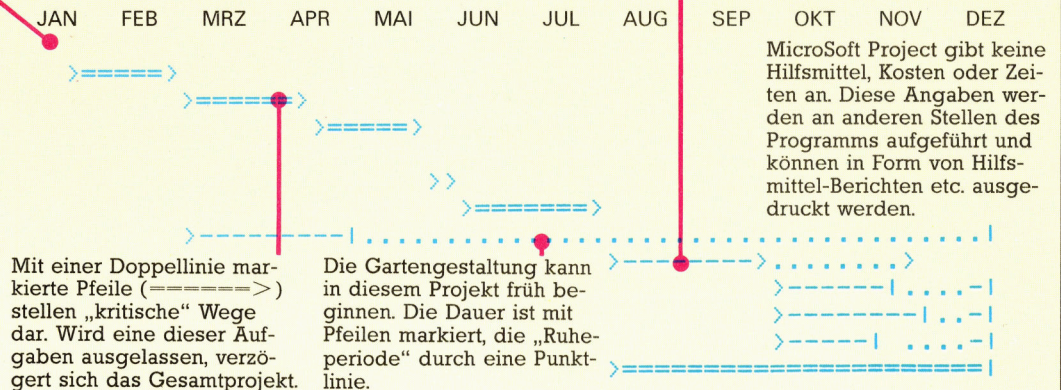 JAN FEB MRZ APR MAI JUN JUL AUG SEP OKT NOV DEZ
MicroSoft Project gibt keine
Hilfsmittel, Kosten oder Zei-
ten an. Diese Angaben wer-
den an anderen Stellen des
Programms aufgeführt und
können in Form von Hilfs-
mittel-Berichten etc. ausge-
druckt werden.
Mit einer Doppellinie mar-
kierte Pfeile (======>)
stellen „kritische“ Wege
dar. Wird eine dieser Auf-
gaben ausgelassen, verzö-
gert sich das Gesamtprojekt.
Die Gartengestaltung kann
in diesem Projekt früh be-
ginnen. Die Dauer ist mit
Pfeilen markiert, die „Ruhe-
periode“ durch eine Punkt-
linie.